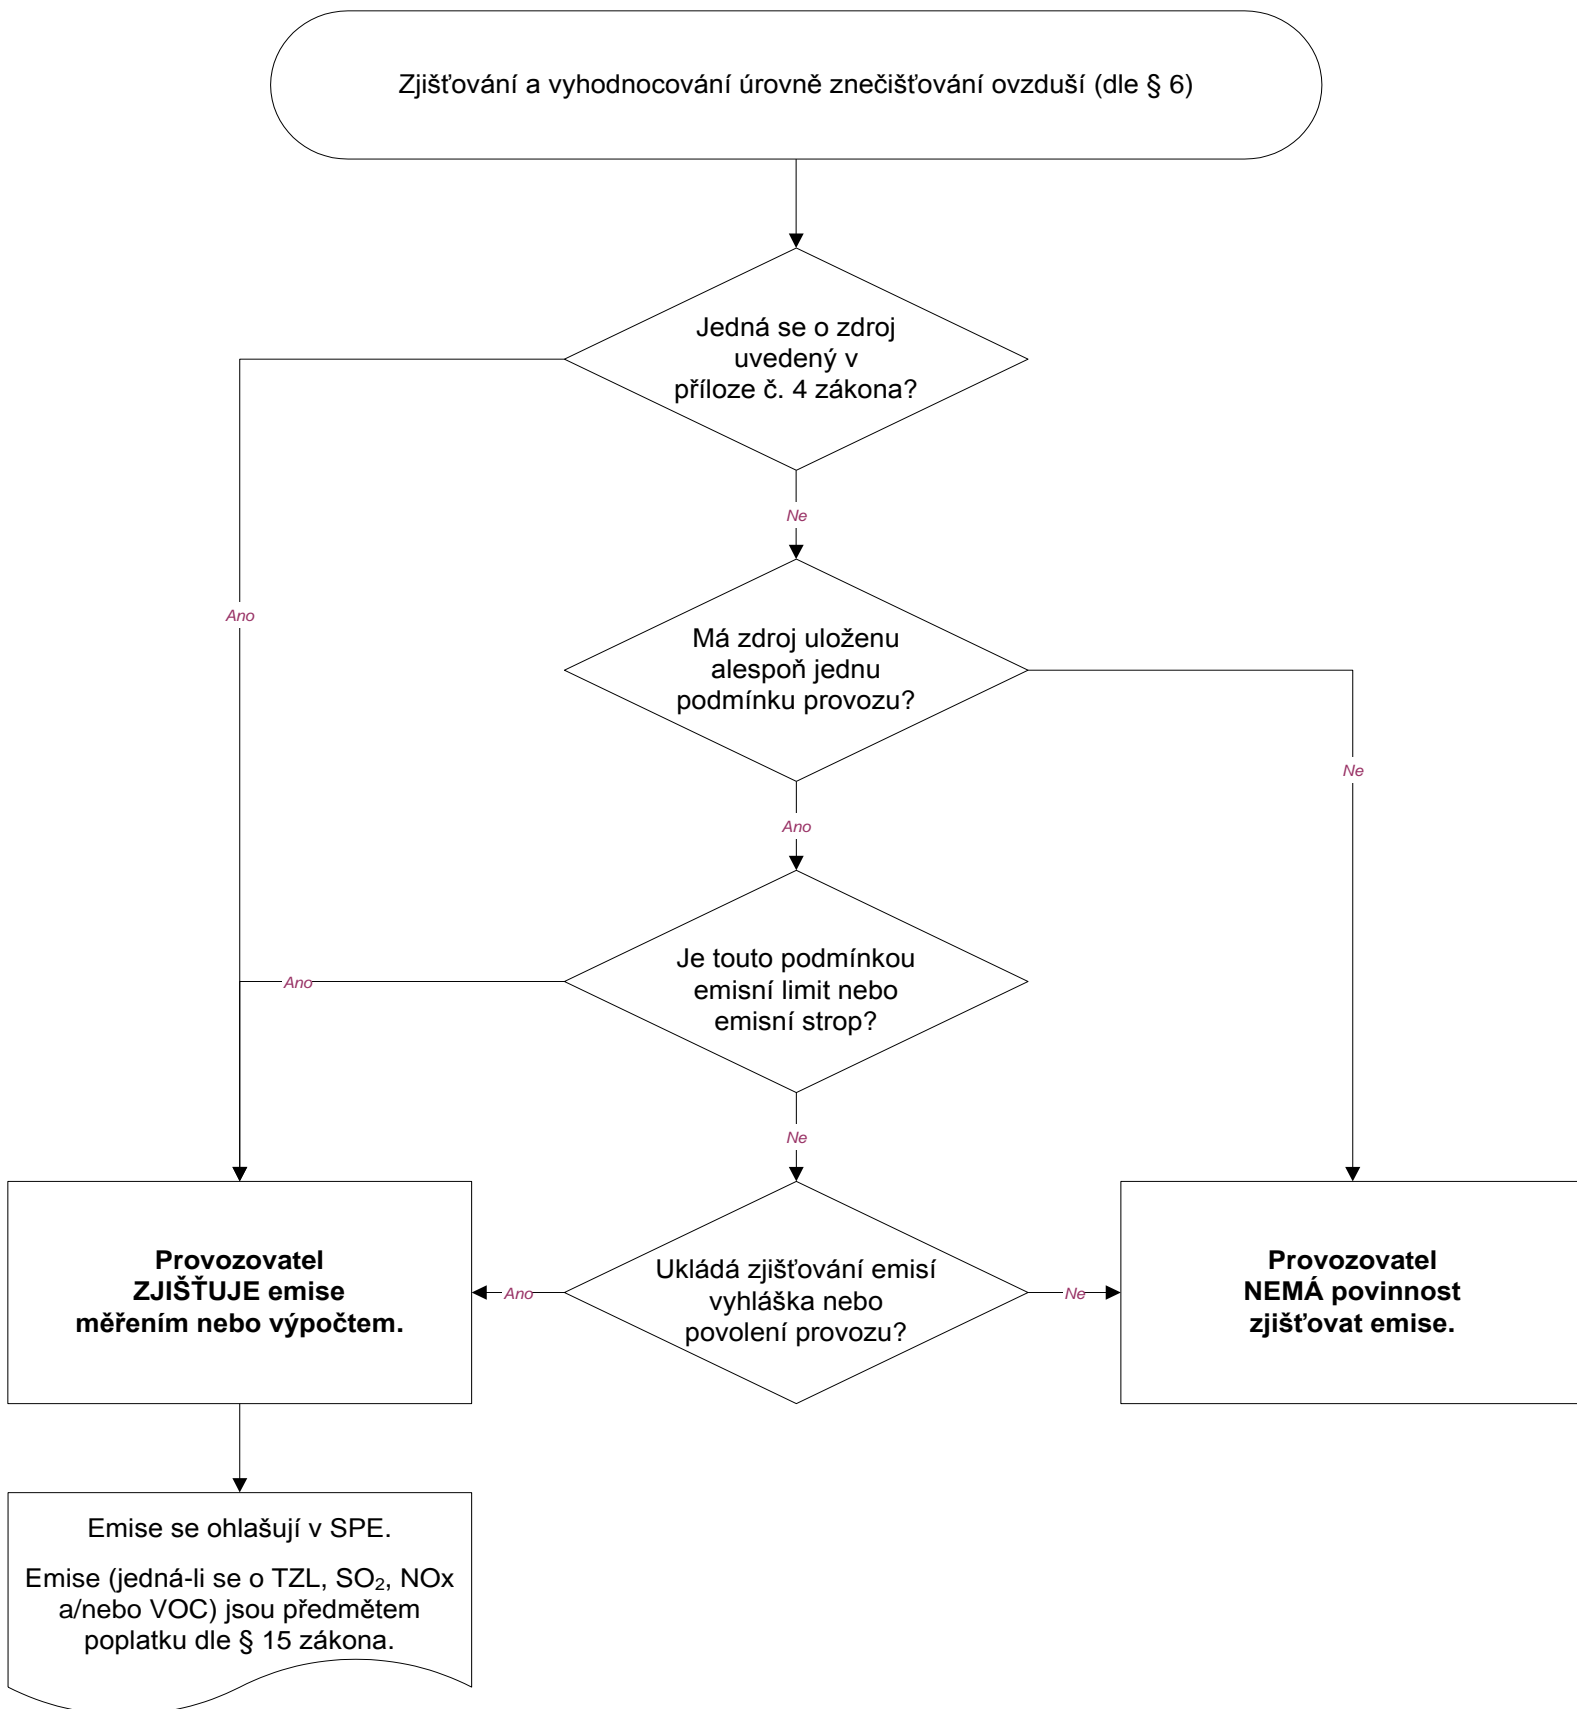 Zjišťování a vyhodnocování úrovně znečišťování ovzduší (dle § 6)
Jedná se o zdroj
uvedený v
příloze č. 4 zákona?
Ne
Ano
Má zdroj uloženu
alespoň jednu
podmínku provozu?
Ne
Ano
Je touto podmínkou
emisní limit nebo
emisní strop?
Ano
Ne
Provozovatel
ZJIŠŤUJE emise
měřením nebo výpočtem.
Ano
Ukládá zjišťování emisí
vyhláška nebo
povolení provozu?
Ne
Provozovatel
NEMÁ povinnost
zjišťovat emise.
Emise se ohlašují v SPE.
Emise (jedná-li se o TZL, SO₂, NOx
a/nebo VOC) jsou předmětem
poplatku dle § 15 zákona.